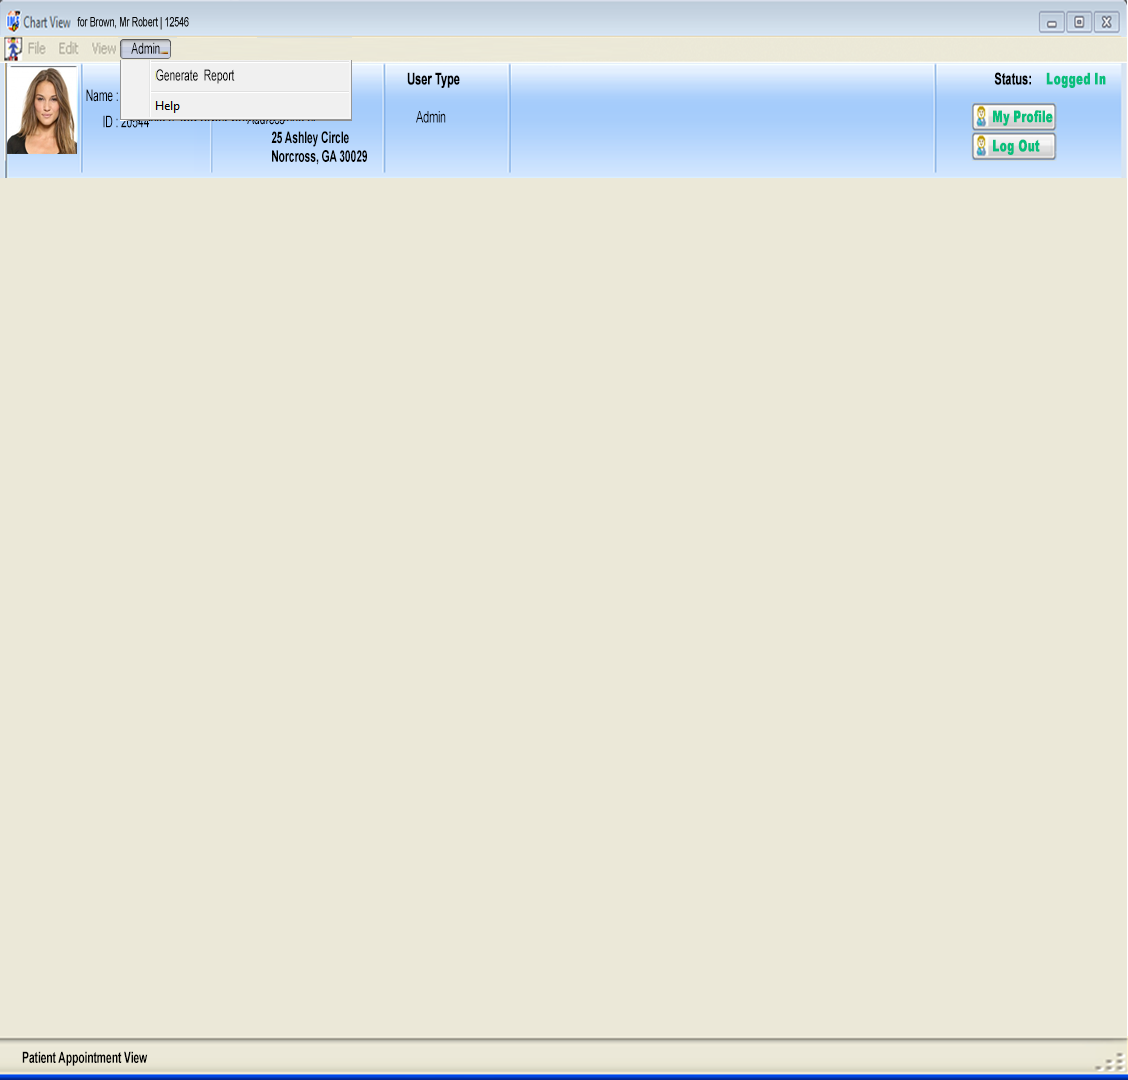 Chart View for Brown, Mr Robert | 12546
File Edit View Admin
Generate Report
Help
Name :
ID : 20544
Address
25 Ashley Circle
Norcross, GA 30029
User Type
Admin
Status: Logged In
My Profile
Log Out
Patient Appointment View